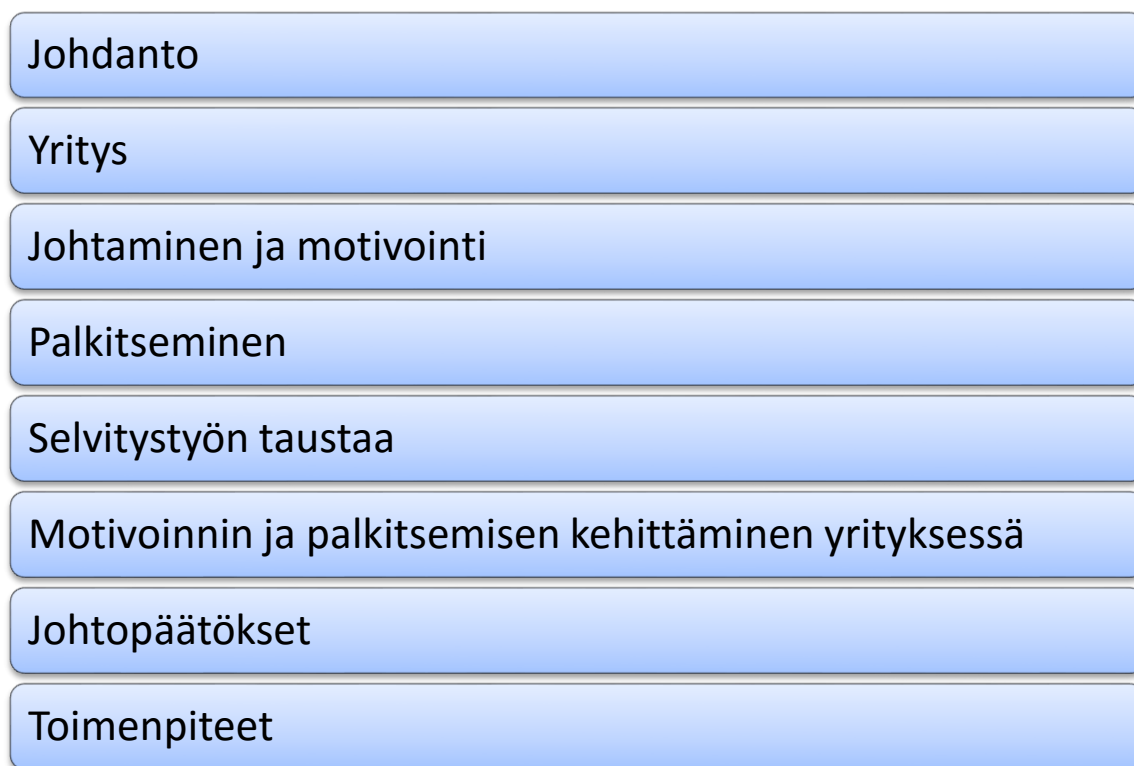 Johdanto
Yritys
Johtaminen ja motivointi
Palkitseminen
Selvitystyön taustaa
Motivoinnin ja palkitsemisen kehittäminen yrityksessä
Johtopäätökset
Toimenpiteet